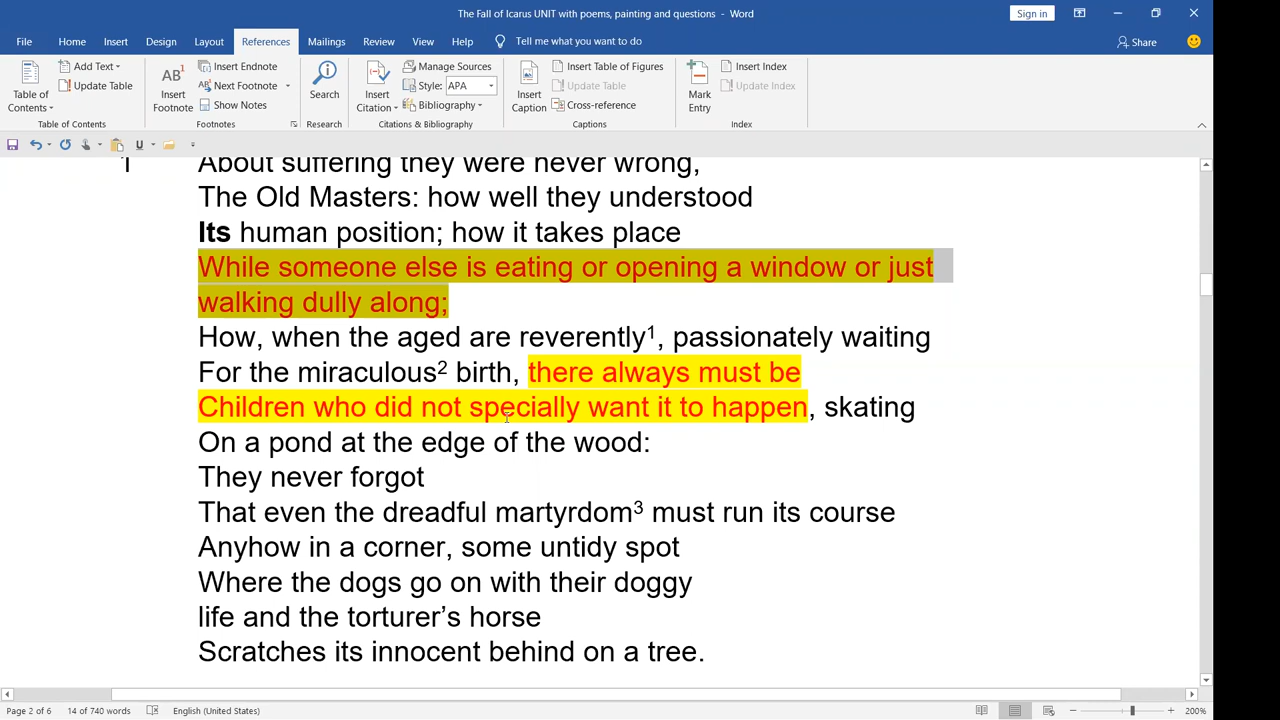 The Fall of Icarus UNIT with poems, painting and questions - Word
Sign in
File Home Insert Design Layout References Mailings Review View Help Tell me what you want to do Share
Table of Contents
Add Text
Update Table
Table of Contents
AB1 Insert Footnote
Insert Endnote
Next Footnote
Show Notes
Footnotes
Search
Research
Insert Citation
Manage Sources
Style: APA
Bibliography
Citations & Bibliography
Insert Caption
Insert Table of Figures
Update Table
Cross-reference
Captions
Mark Entry
Insert Index
Update Index
Index
1 About suffering they were never wrong,
The Old Masters: how well they understood
Its human position; how it takes place
While someone else is eating or opening a window or just
walking dully along;
How, when the aged are reverently¹, passionately waiting
For the miraculous² birth, there always must be
Children who did not specially want it to happen, skating
On a pond at the edge of the wood:
They never forgot
That even the dreadful martyrdom³ must run its course
Anyhow in a corner, some untidy spot
Where the dogs go on with their doggy
life and the torturer’s horse
Scratches its innocent behind on a tree.
Page 2 of 6 14 of 740 words English (United States) 200%